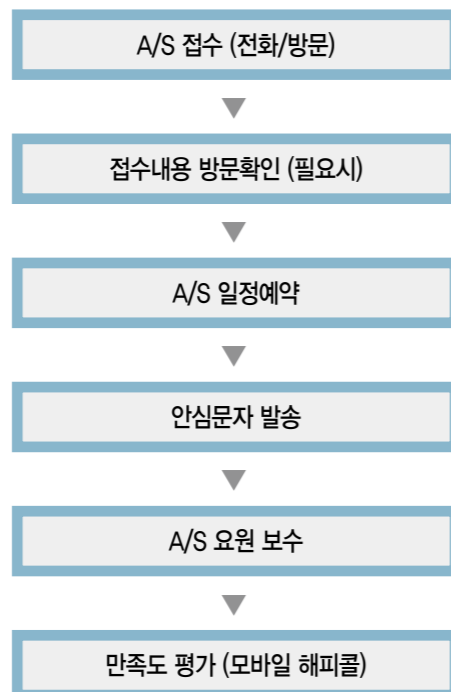 A/S 접수 (전화/방문)
접수내용 방문확인 (필요시)
A/S 일정예약
안심문자 발송
A/S 요원 보수
만족도 평가 (모바일 해피콜)